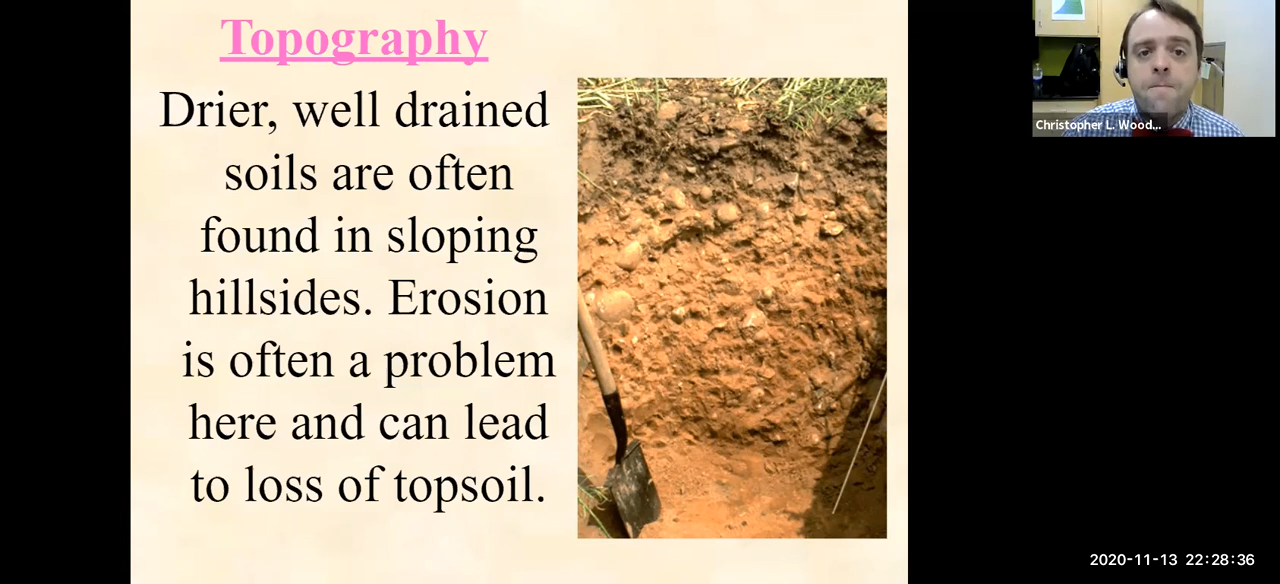 Topography
Drier, well drained
soils are often
found in sloping
hillsides. Erosion
is often a problem
here and can lead
to loss of topsoil.
Christopher L. Wood...
2020-11-13 22:28:36